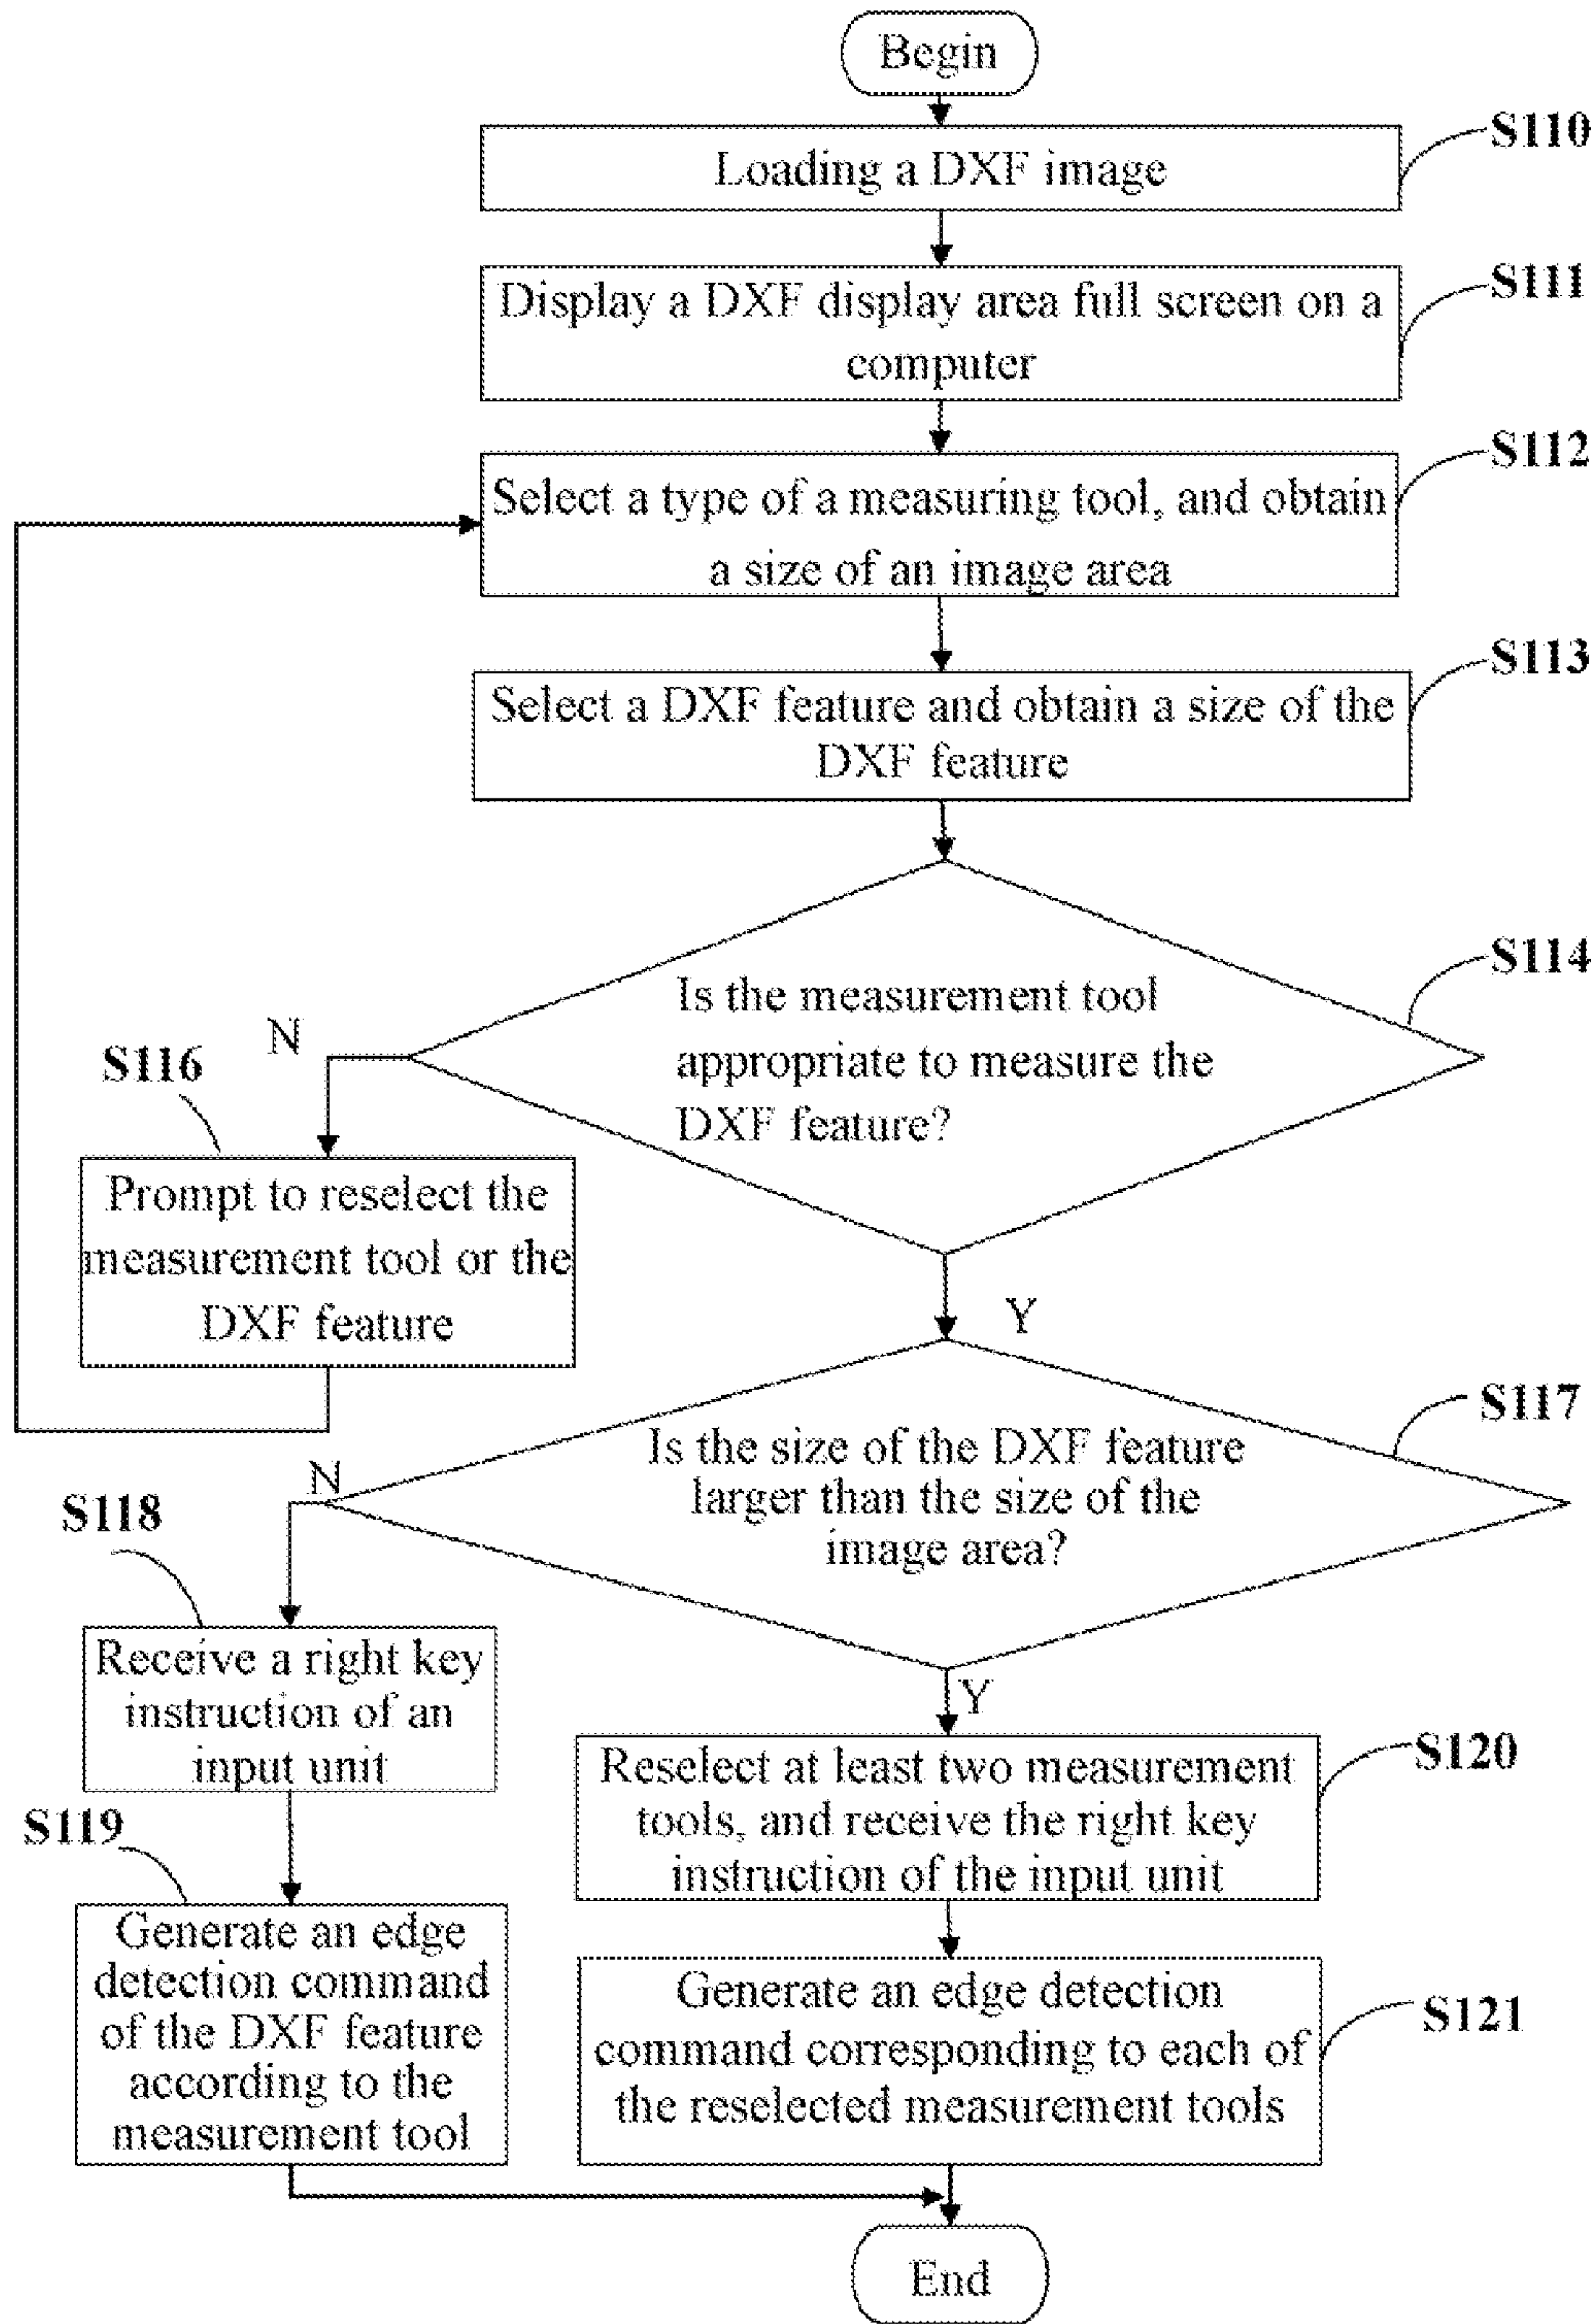 Begin
Loading a DXF image
S110
Display a DXF display area full screen on a
computer
S111
Select a type of a measuring tool, and obtain
a size of an image area
S112
Select a DXF feature and obtain a size of the
DXF feature
S113
Is the measurement tool
appropriate to measure the
DXF feature?
S114
N
Y
S116
Prompt to reselect the
measurement tool or the
DXF feature
Is the size of the DXF feature
larger than the size of the
image area?
S117
N
Y
S118
Receive a right key
instruction of an
input unit
S119
Generate an edge
detection command
of the DXF feature
according to the
measurement tool
Reselect at least two measurement
tools, and receive the right key
instruction of the input unit
S120
Generate an edge detection
command corresponding to each of
the reselected measurement tools
S121
End